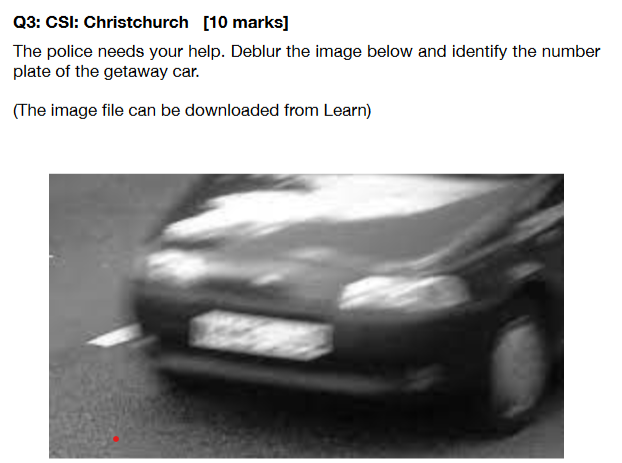 Q3: CSI: Christchurch [10 marks]
The police needs your help. Deblur the image below and identify the number
plate of the getaway car.
(The image file can be downloaded from Learn)